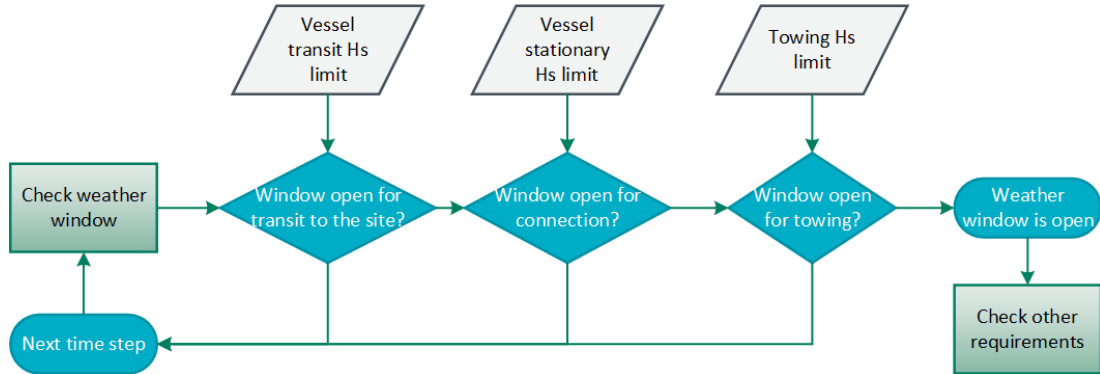 Vessel
transit Hs
limit
Vessel
stationary
Hs limit
Towing Hs
limit
Check weather
window
Window open for
transit to the site?
Window open for
connection?
Window open
for towing?
Weather
window is open
Next time step
Check other
requirements